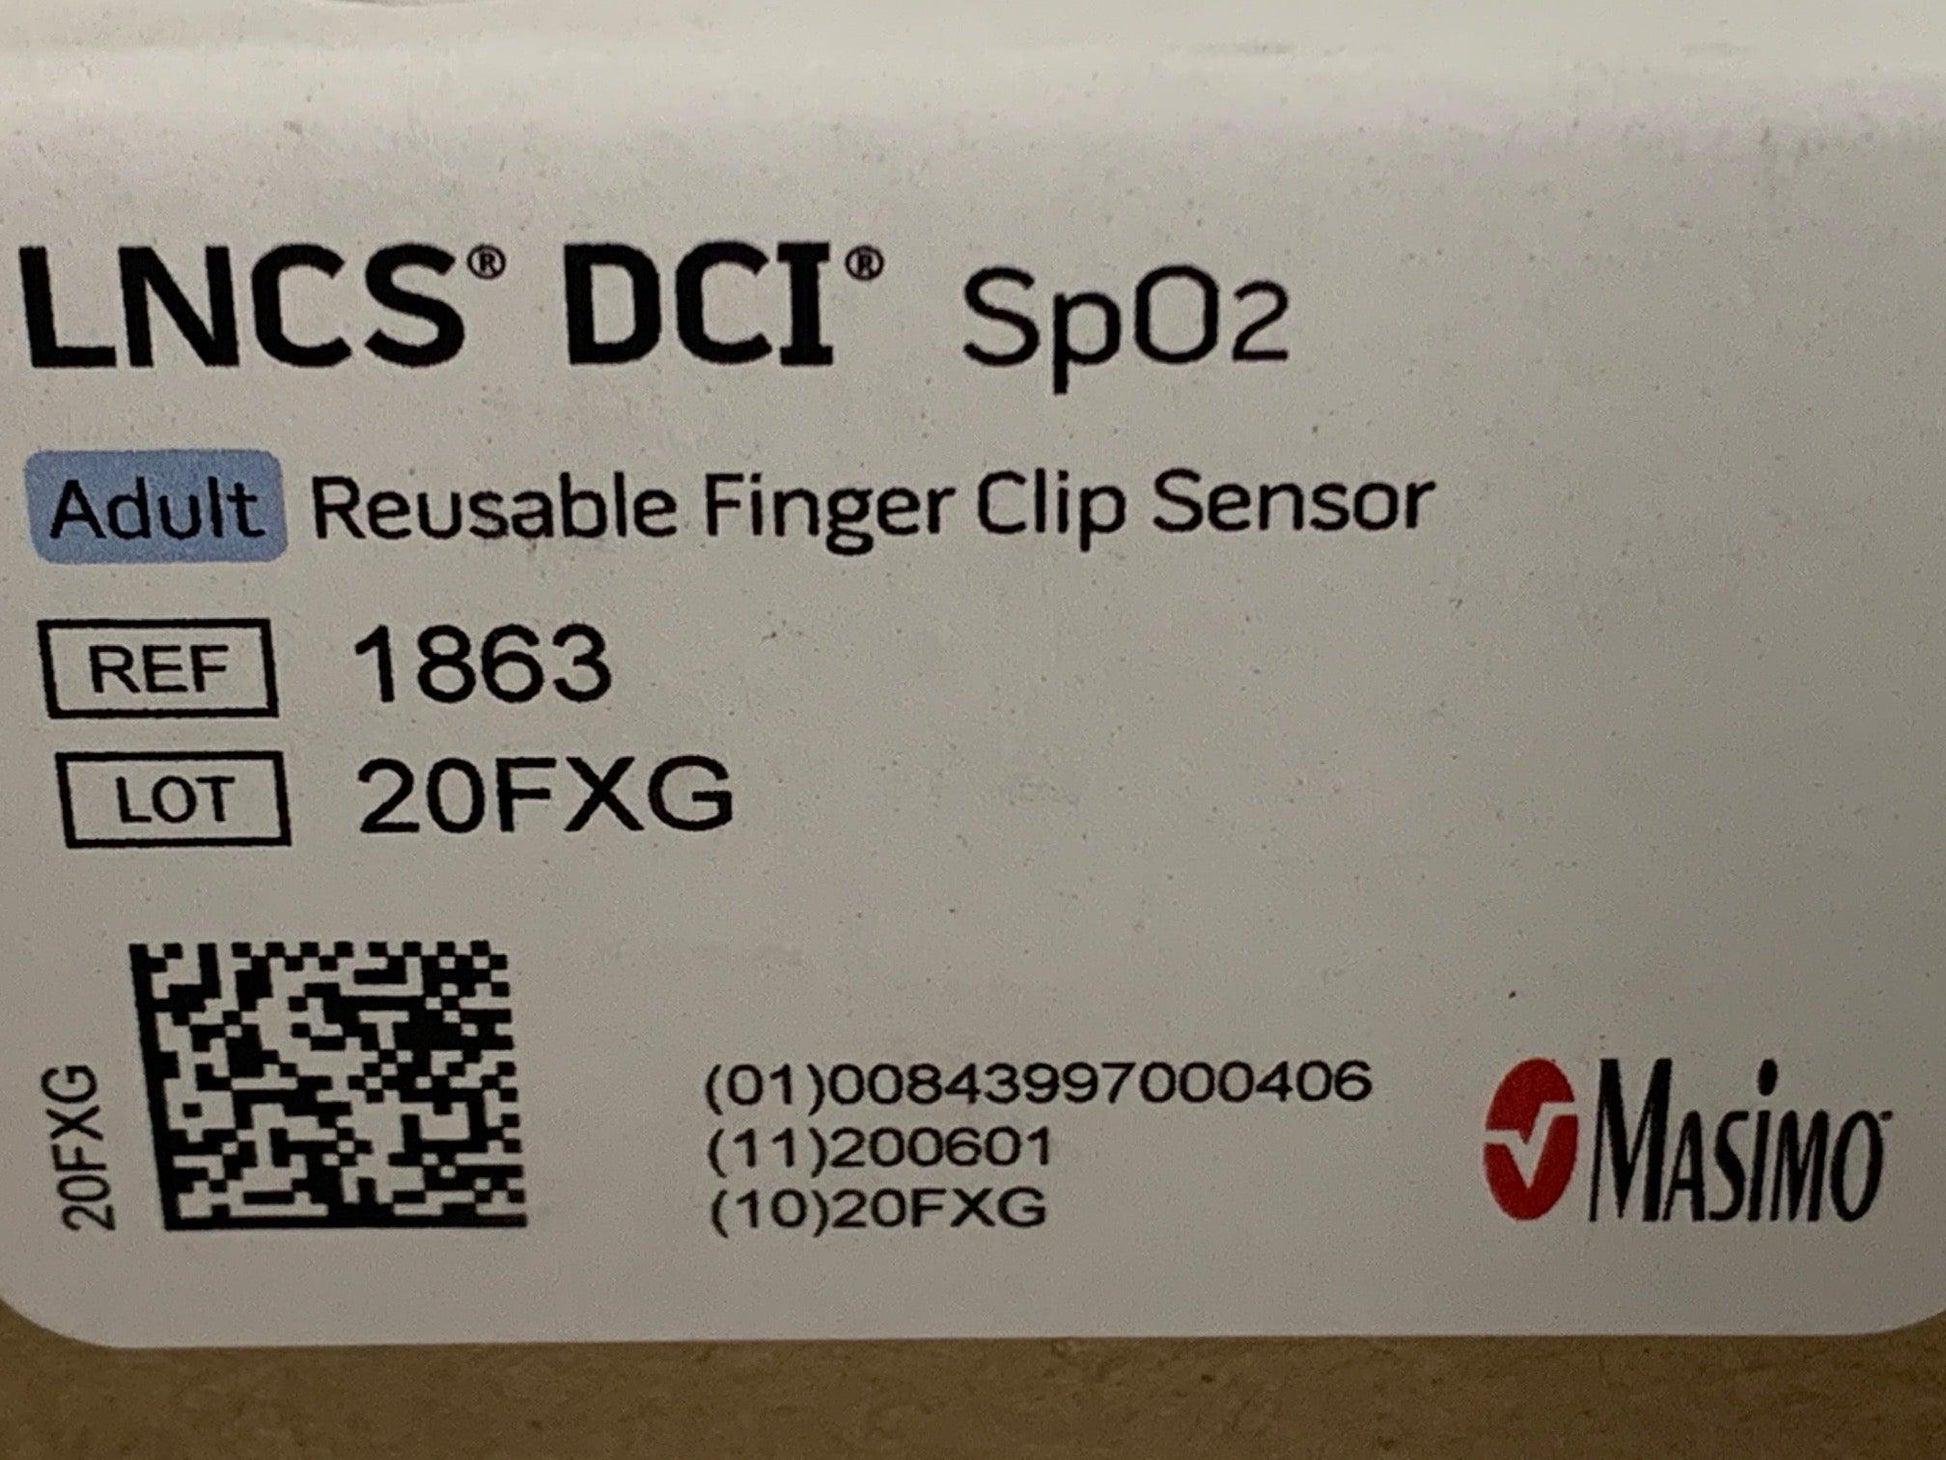 LNCS® DCI® SpO2
Adult Reusable Finger Clip Sensor
REF 1863
LOT 20FXG
20FXG
(01)00843997000406
(11)200601
(10)20FXG
MASiMO